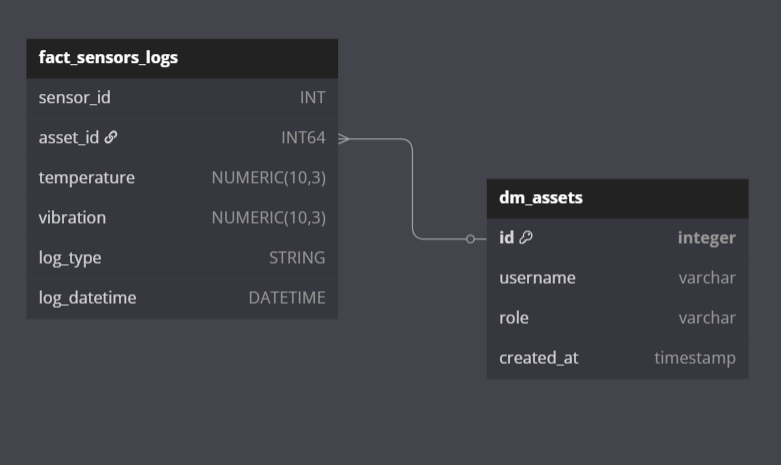 fact_sensors_logs
sensor_id INT
asset_id INT64
temperature NUMERIC(10,3)
vibration NUMERIC(10,3)
log_type STRING
log_datetime DATETIME
dm_assets
id integer
username varchar
role varchar
created_at timestamp